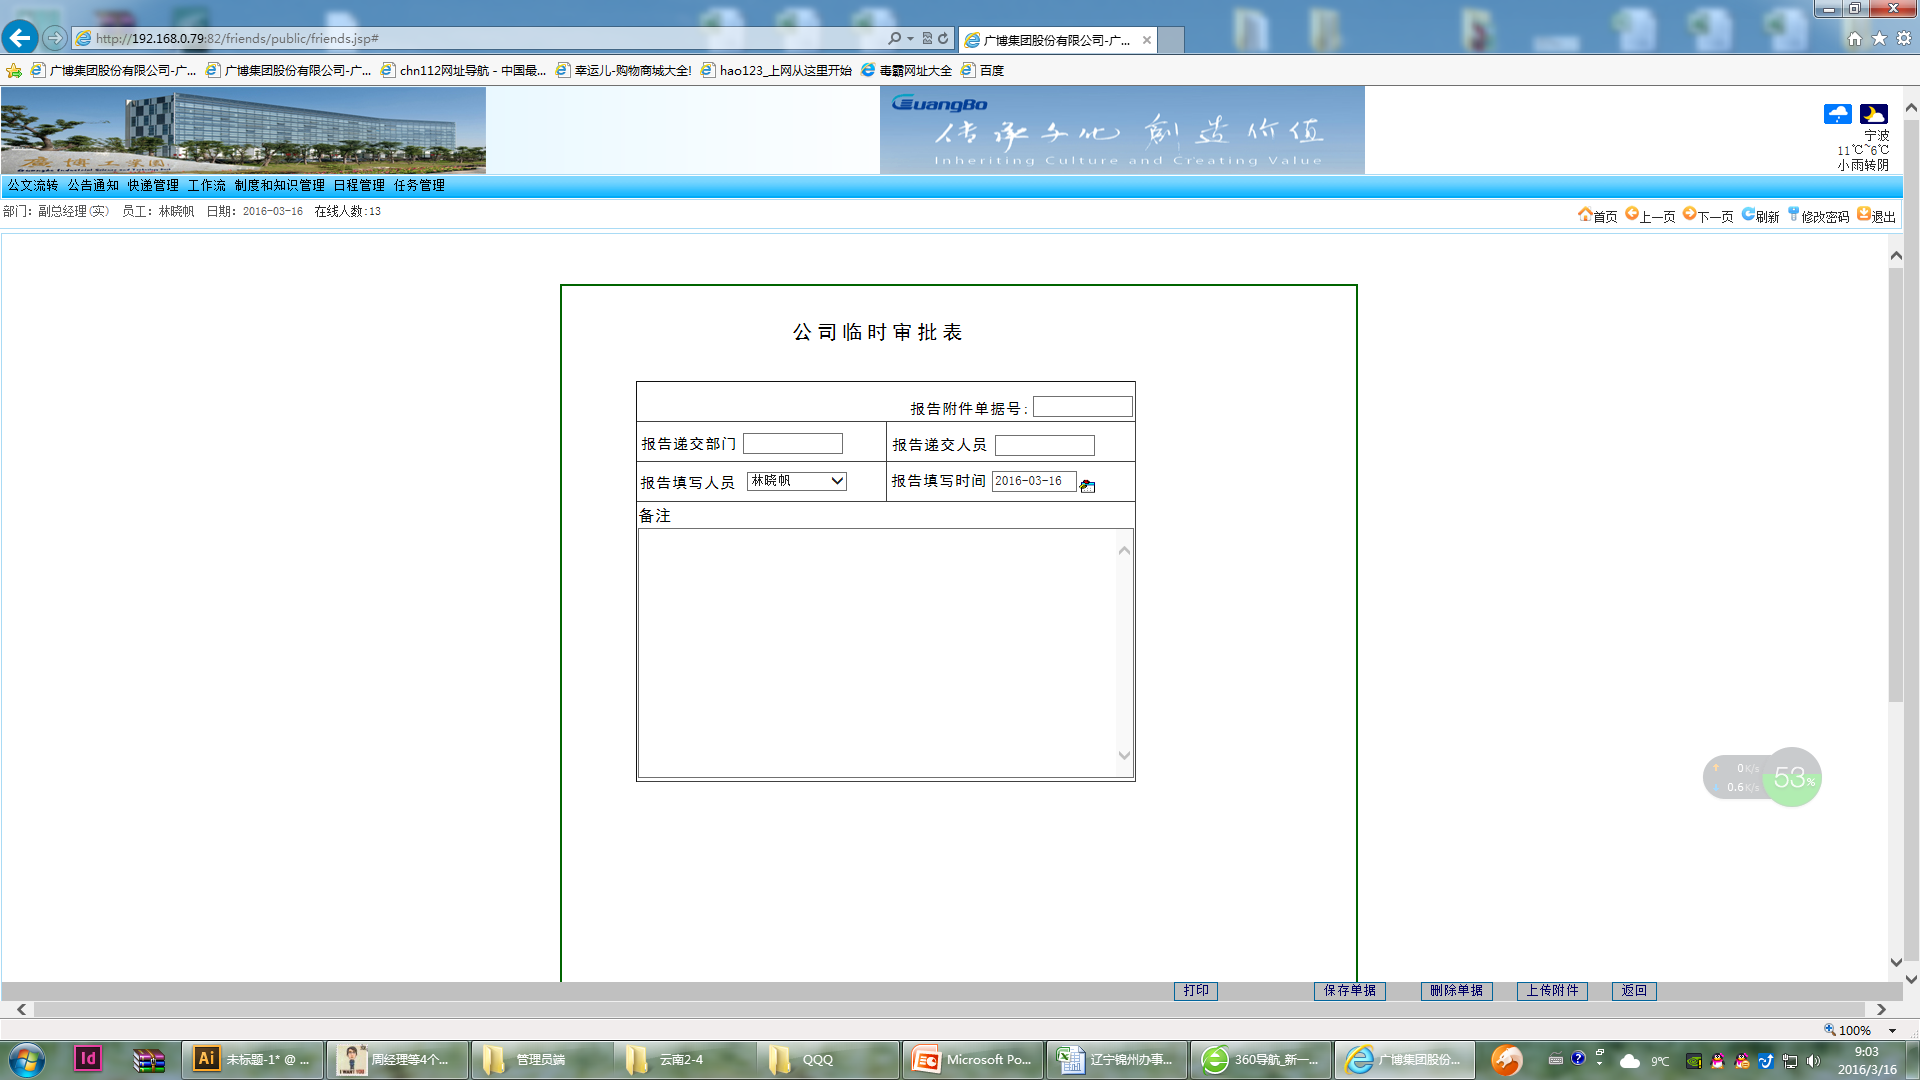 http://192.168.0.79:82/friends/public/friends.jsp#
广博集团股份有限公司-广...
广博集团股份有限公司-广...
广博集团股份有限公司-广...
chn112网址导航 - 中国最...
幸运儿-购物商城大全!
hao123_上网从这里开始
毒霸网址大全
百度
GuangBo
传承文化 創造价值
Inheriting Culture and Creating Value
宁波
11℃~6℃
小雨转阴
公文流转 公告通知 快递管理 工作流 制度和知识管理 日程管理 任务管理
部门: 副总经理(实) 员工: 林晓帆 日期: 2016-03-16 在线人数:13
首页 上一页 下一页 刷新 修改密码 退出
公司临时审批表
报告附件单据号:
报告递交部门
报告递交人员
报告填写人员 林晓帆
报告填写时间 2016-03-16
备注
0K/s
0.6K/s
53%
打印 保存单据 删除单据 上传附件 返回
100%
Id
Ai 未标题-1* @ ...
周经理等4个...
管理员端
云南2-4
QQQ
Microsoft Po...
辽宁锦州办事...
360导航_新一...
广博集团股份...
9℃
9:03
2016/3/16